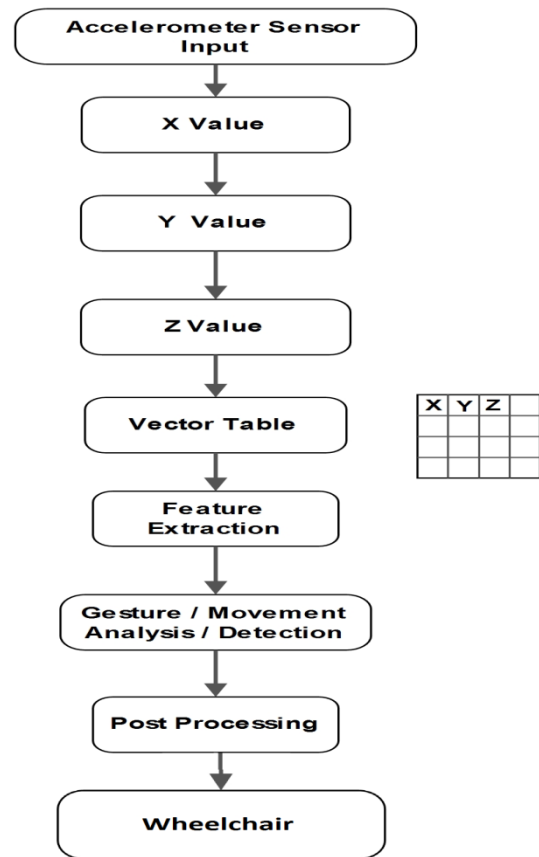 Accelerometer Sensor
Input
X Value
Y Value
Z Value
Vector Table
X Y Z
Feature
Extraction
Gesture / Movement
Analysis / Detection
Post Processing
Wheelchair